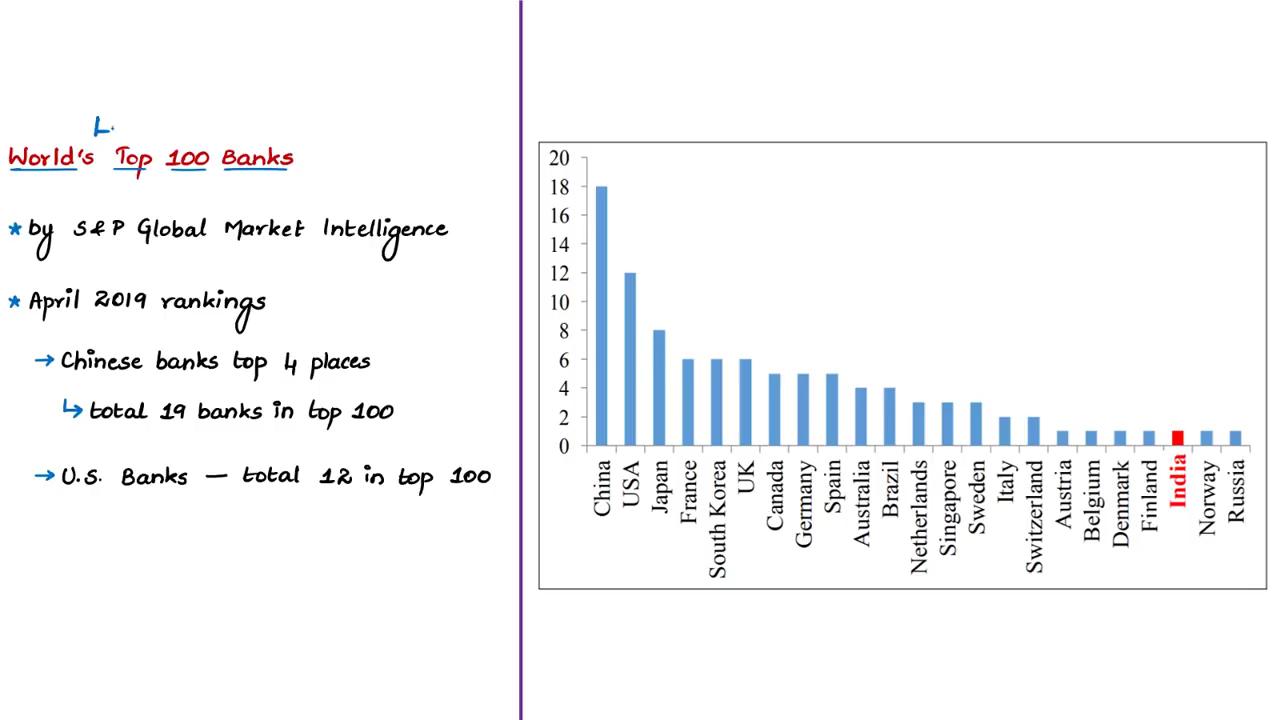 World's Top 100 Banks
* by S&P Global Market Intelligence
* April 2019 rankings
→ Chinese banks top 4 places
↳ total 19 banks in top 100
→ U.S. Banks — total 12 in top 100
20
18
16
14
12
10
8
6
4
2
0
China
USA
Japan
France
South Korea
UK
Canada
Germany
Spain
Australia
Brazil
Netherlands
Singapore
Sweden
Italy
Switzerland
Austria
Belgium
Denmark
Finland
India
Norway
Russia